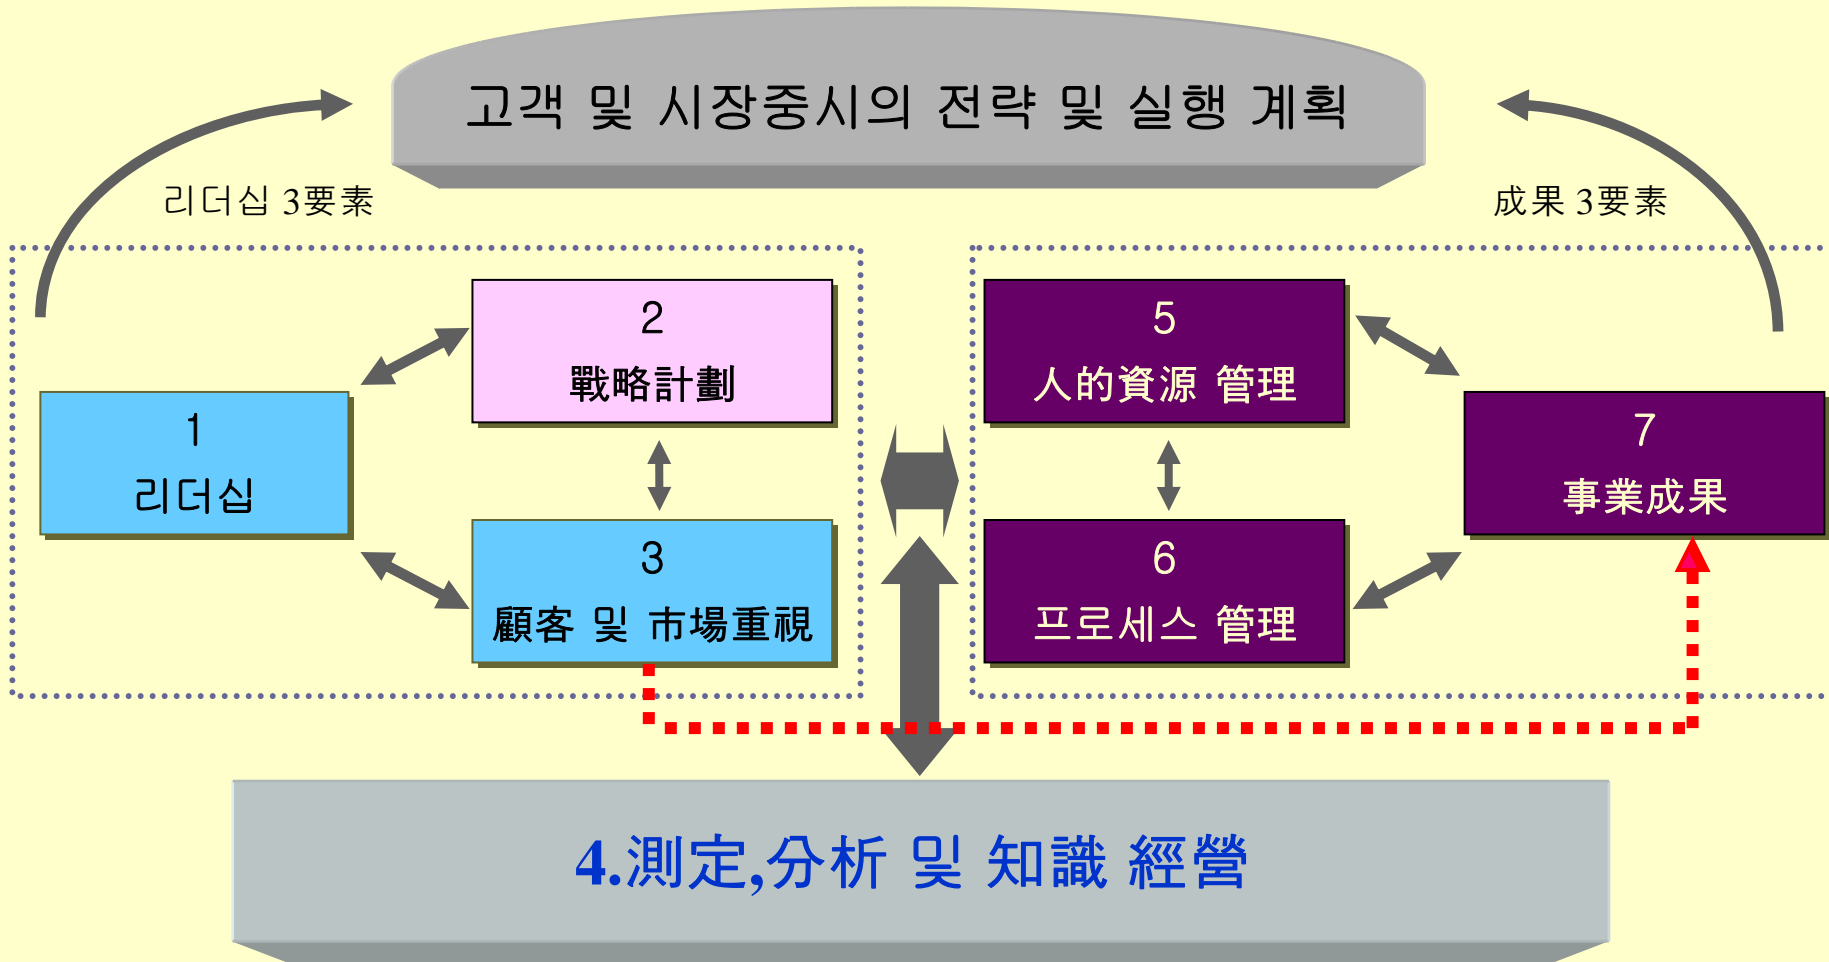 고객 및 시장중시의 전략 및 실행 계획
리더십 3要素
成果 3要素
1
리더십
2
戰略計劃
3
顧客 및 市場重視
5
人的資源 管理
6
프로세스 管理
7
事業成果
4.測定,分析 및 知識 經營